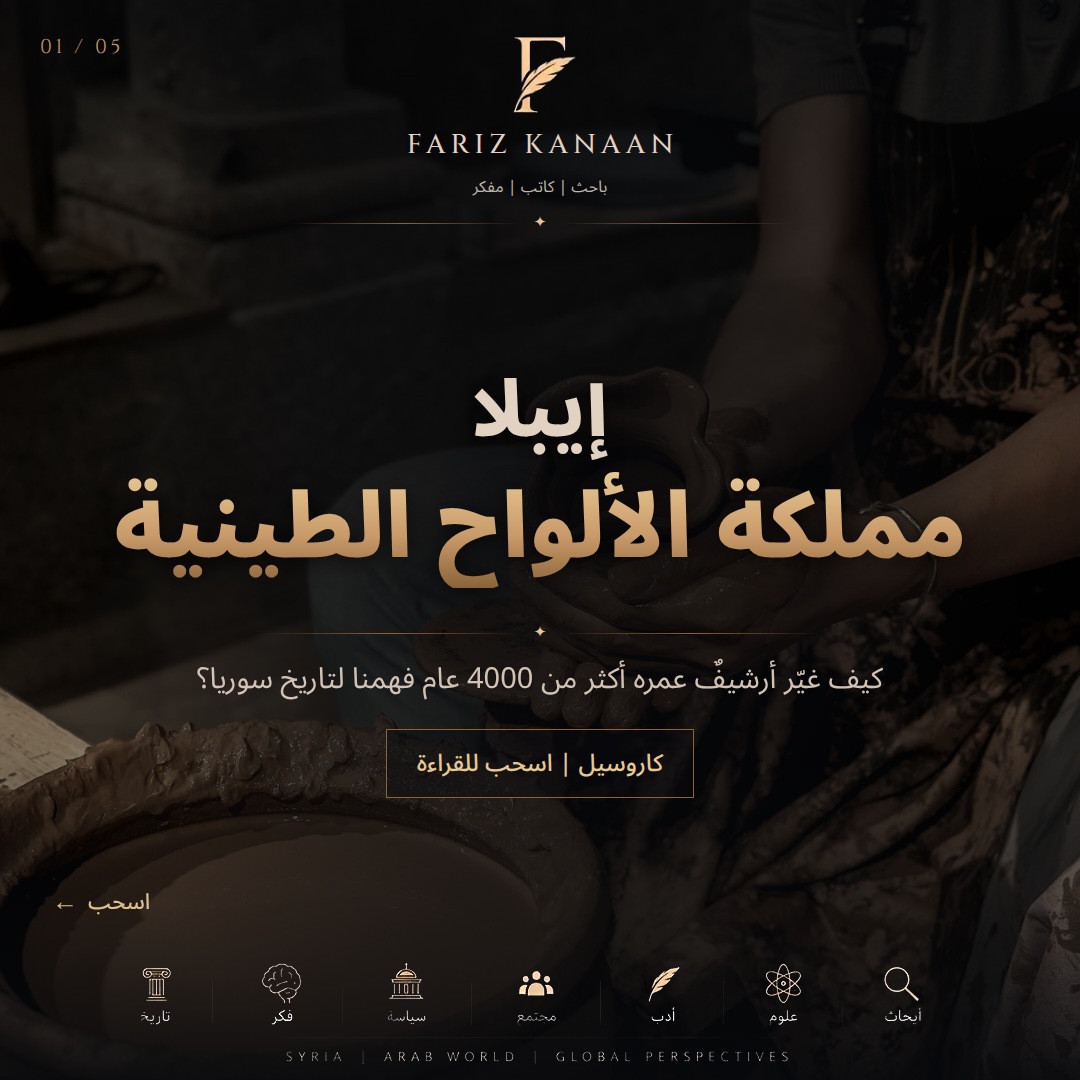 01 / 05
F
FARIZ KANAAN
باحث | كاتب | مفكر
إيبلا
مملكة الألواح الطينية
كيف غيّر أرشيفٌ عمره أكثر من 4000 عام فهمنا لتاريخ سوريا؟
كاروسيل | اسحب للقراءة
اسحب ←
أبحاث
علوم
أدب
مجتمع
سياسة
فكر
تاريخ
SYRIA | ARAB WORLD | GLOBAL PERSPECTIVES